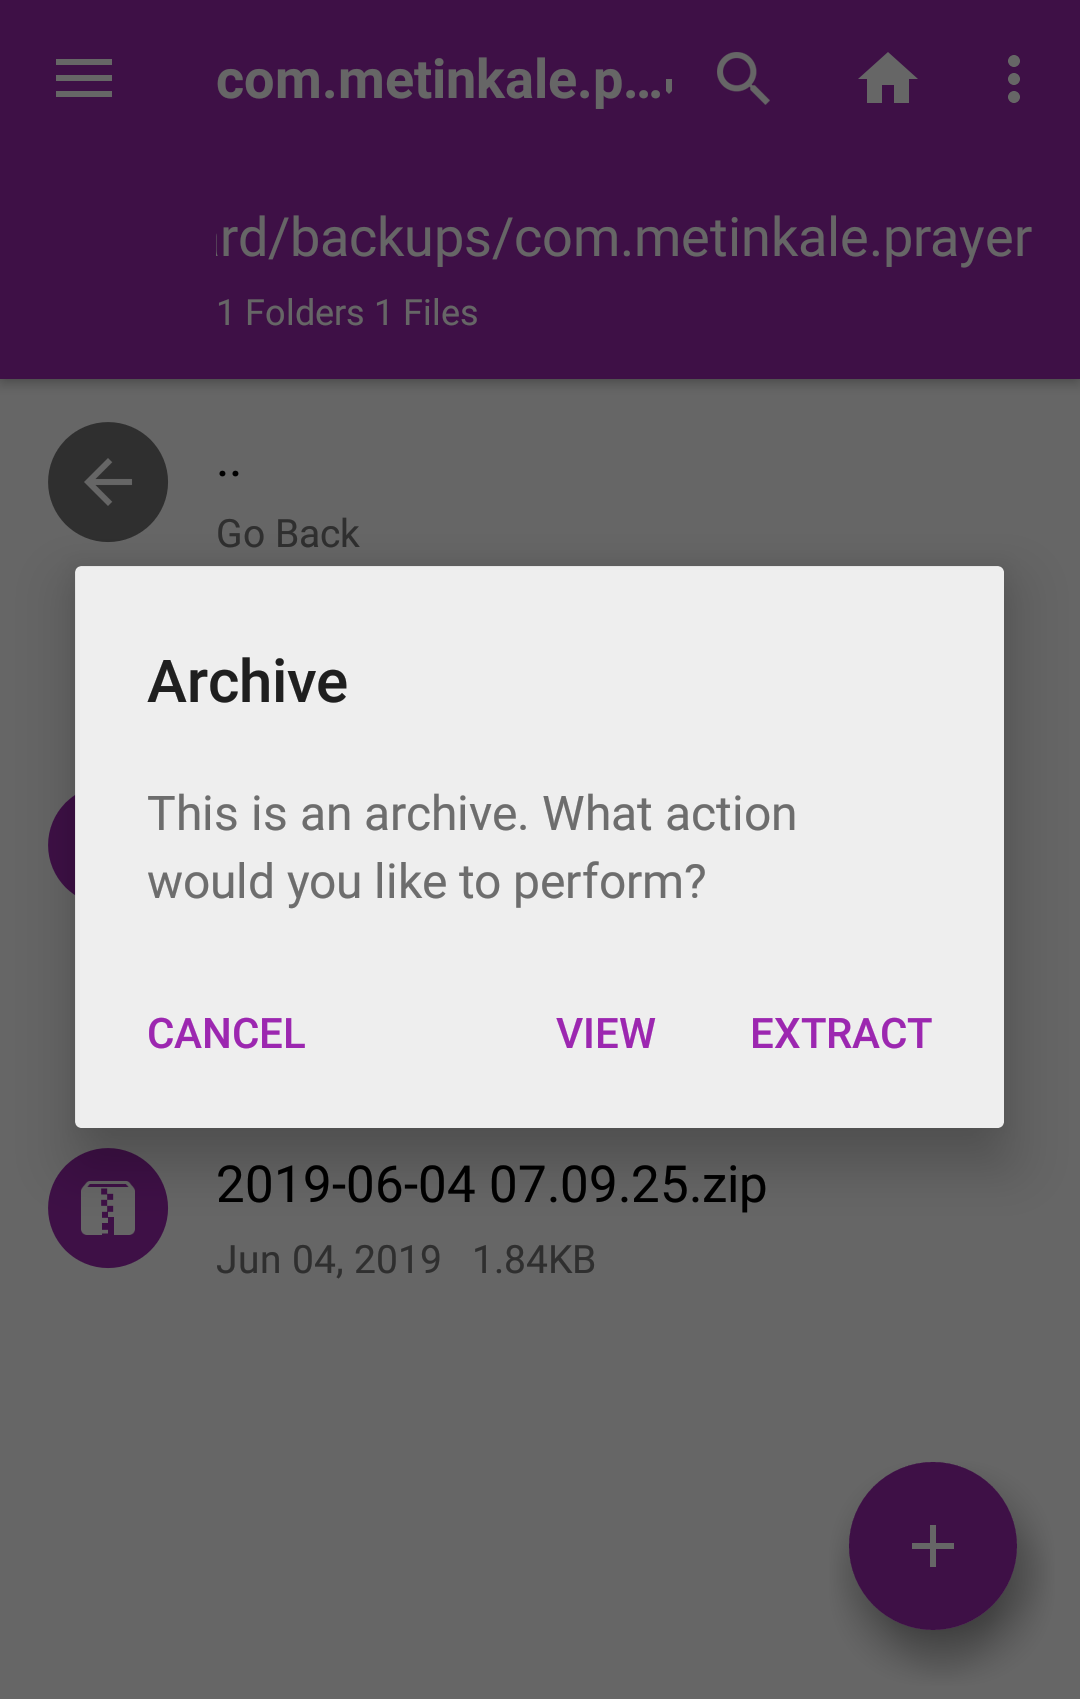 com.metinkale.p...
rd/backups/com.metinkale.prayer
1 Folders 1 Files
..
Go Back
Archive
This is an archive. What action
would you like to perform?
CANCEL VIEW EXTRACT
2019-06-04 07.09.25.zip
Jun 04, 2019 1.84KB